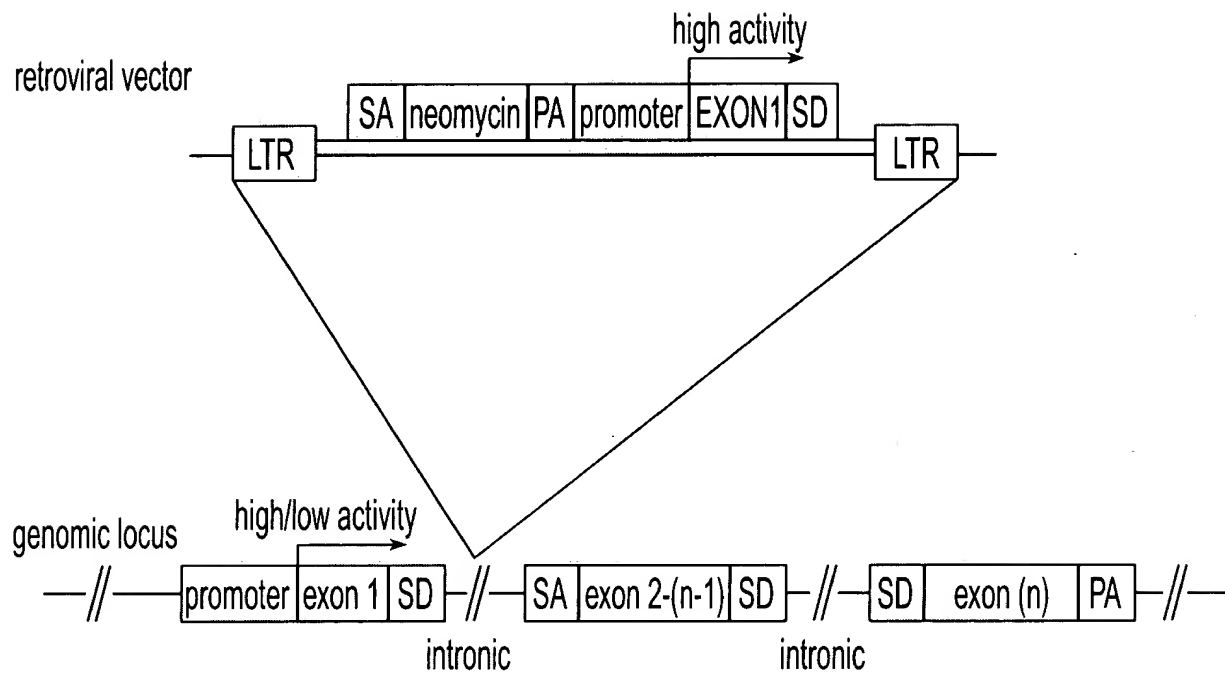 high activity
retroviral vector
SA neomycin PA promoter EXON1 SD
LTR LTR
high/low activity
genomic locus
promoter exon 1 SD SA exon 2-(n-1) SD SD exon (n) PA
intronic intronic